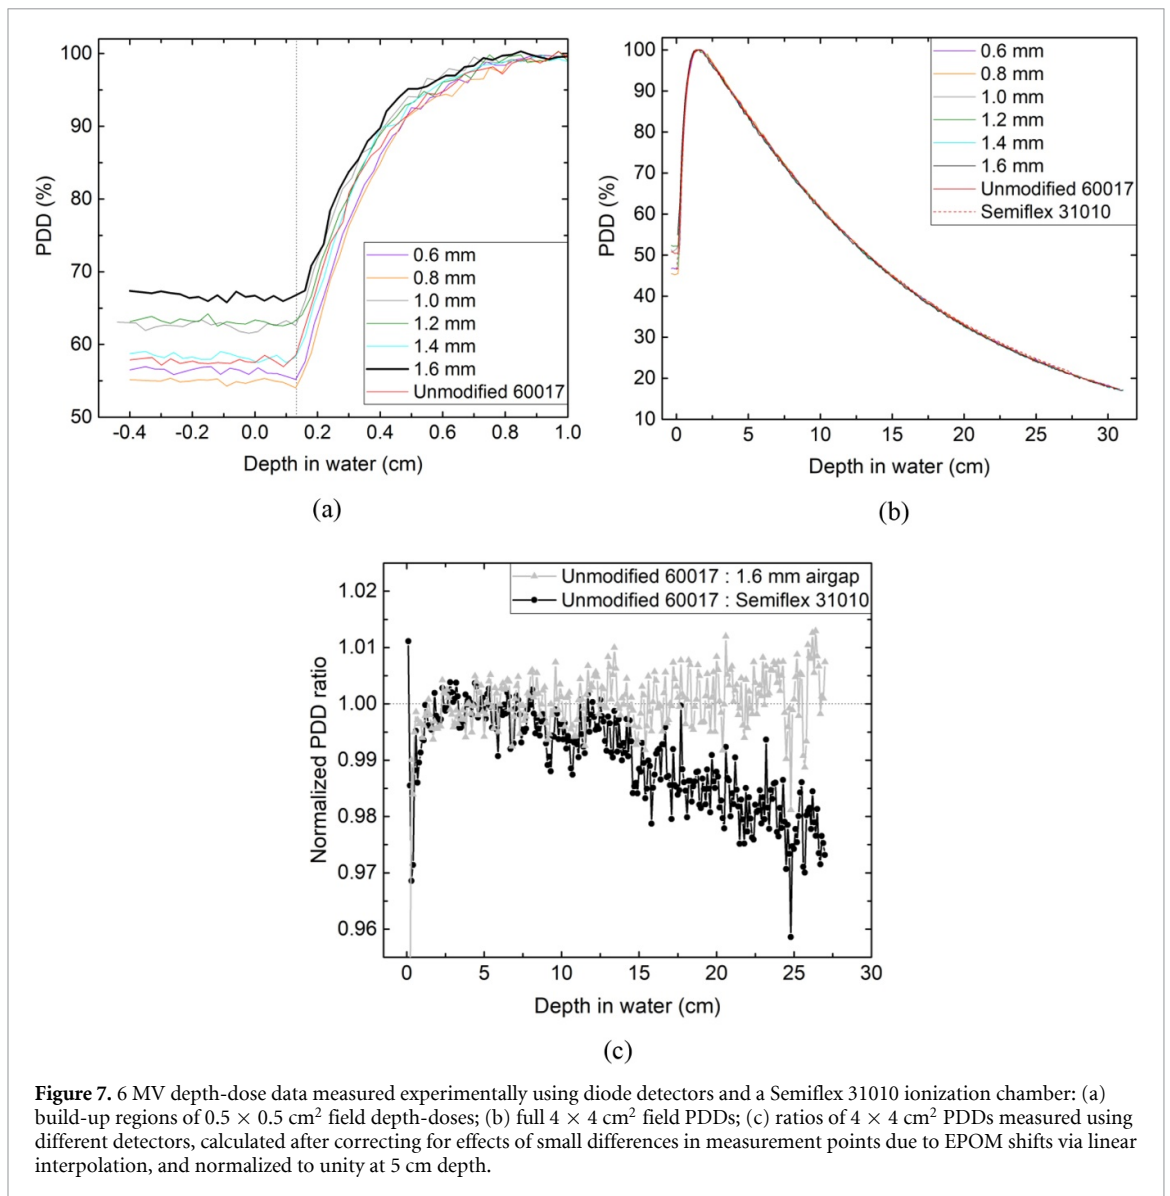 100
90
80
70
60
50
PDD (%)
-0.4
-0.2
0.0
0.2
0.4
0.6
0.8
1.0
Depth in water (cm)
0.6 mm
0.8 mm
1.0 mm
1.2 mm
1.4 mm
1.6 mm
Unmodified 60017
(a)
100
90
80
70
60
50
40
30
20
10
PDD (%)
0
5
10
15
20
25
30
Depth in water (cm)
0.6 mm
0.8 mm
1.0 mm
1.2 mm
1.4 mm
1.6 mm
Unmodified 60017
Semiflex 31010
(b)
1.02
1.01
1.00
0.99
0.98
0.97
0.96
Normalized PDD ratio
Unmodified 60017 : 1.6 mm airgap
Unmodified 60017 : Semiflex 31010
0
5
10
15
20
25
30
Depth in water (cm)
(c)
Figure 7. 6 MV depth-dose data measured experimentally using diode detectors and a Semiflex 31010 ionization chamber: (a)
build-up regions of 0.5 × 0.5 cm² field depth-doses; (b) full 4 × 4 cm² field PDDs; (c) ratios of 4 × 4 cm² PDDs measured using
different detectors, calculated after correcting for effects of small differences in measurement points due to EPOM shifts via linear
interpolation, and normalized to unity at 5 cm depth.